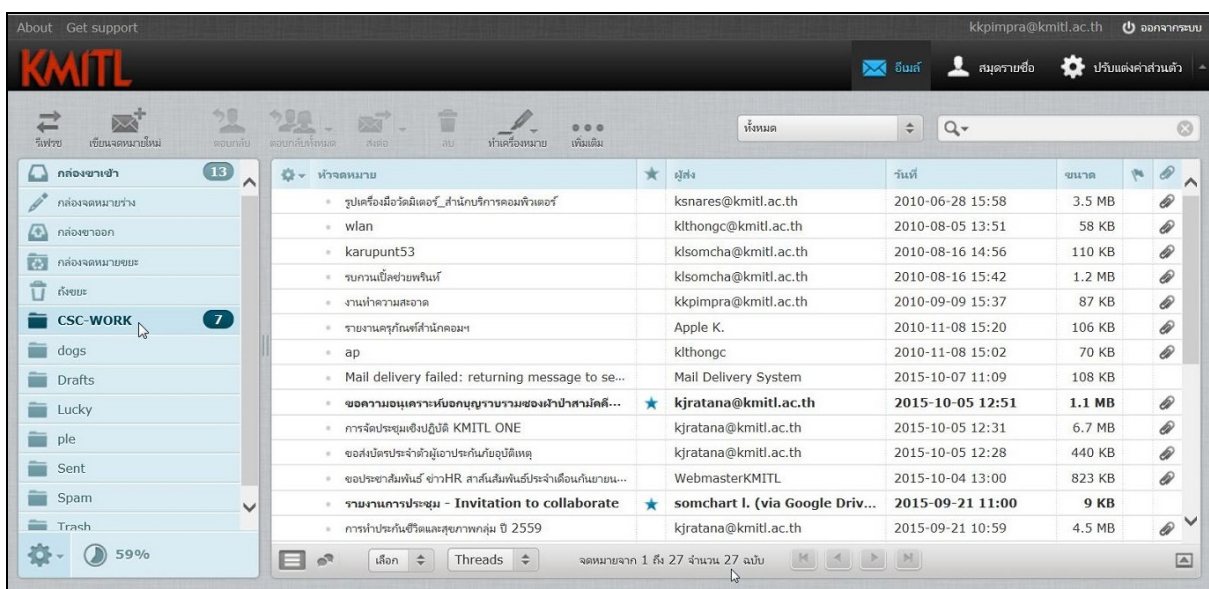 About Get support kkpimpra@kmitl.ac.th ออกจากระบบ
KMITL อีเมล์ สมุดรายชื่อ ปรับแต่งค่าส่วนตัว
รีเฟรช เขียนจดหมายใหม่ ตอบกลับ ตอบกลับทั้งหมด ส่งต่อ ลบ ทำเครื่องหมาย เพิ่มเติม ทั้งหมด
กล่องขาเข้า 13
กล่องจดหมายร่าง
กล่องขาออก
กล่องจดหมายขยะ
ถังขยะ
CSC-WORK 7
dogs
Drafts
Lucky
ple
Sent
Spam
Trash
59%
หัวจดหมาย ผู้ส่ง วันที่ ขนาด
รูปเครื่องมือวัดมิเตอร์_สำนักบริการคอมพิวเตอร์ ksnares@kmitl.ac.th 2010-06-28 15:58 3.5 MB
wlan klthongc@kmitl.ac.th 2010-08-05 13:51 58 KB
karupunt53 klsomcha@kmitl.ac.th 2010-08-16 14:56 110 KB
รบกวนเปิ้ลช่วยพรินท์ klsomcha@kmitl.ac.th 2010-08-16 15:42 1.2 MB
งานทำความสะอาด kkpimpra@kmitl.ac.th 2010-09-09 15:37 87 KB
รายงานครุภัณฑ์สำนักคอมฯ Apple K. 2010-11-08 15:20 106 KB
ap klthongc 2010-11-08 15:02 70 KB
Mail delivery failed: returning message to se... Mail Delivery System 2015-10-07 11:09 108 KB
ขอความอนุเคราะห์บอกบุญรวบรวมซองผ้าป่าสามัคคี... kjratana@kmitl.ac.th 2015-10-05 12:51 1.1 MB
การจัดประชุมเชิงปฏิบัติ KMITL ONE kjratana@kmitl.ac.th 2015-10-05 12:31 6.7 MB
ขอส่งบัตรประจำตัวผู้เอาประกันภัยอุบัติเหตุ kjratana@kmitl.ac.th 2015-10-05 12:28 440 KB
ขอประชาสัมพันธ์ ข่าวHR สาส์นสัมพันธ์ประจำเดือนกันยายน... WebmasterKMITL 2015-10-04 13:00 823 KB
รายงานการประชุม - Invitation to collaborate somchart l. (via Google Driv... 2015-09-21 11:00 9 KB
การทำประกันชีวิตและสุขภาพกลุ่ม ปี 2559 kjratana@kmitl.ac.th 2015-09-21 10:59 4.5 MB
เลือก Threads จดหมายจาก 1 ถึง 27 จำนวน 27 ฉบับ